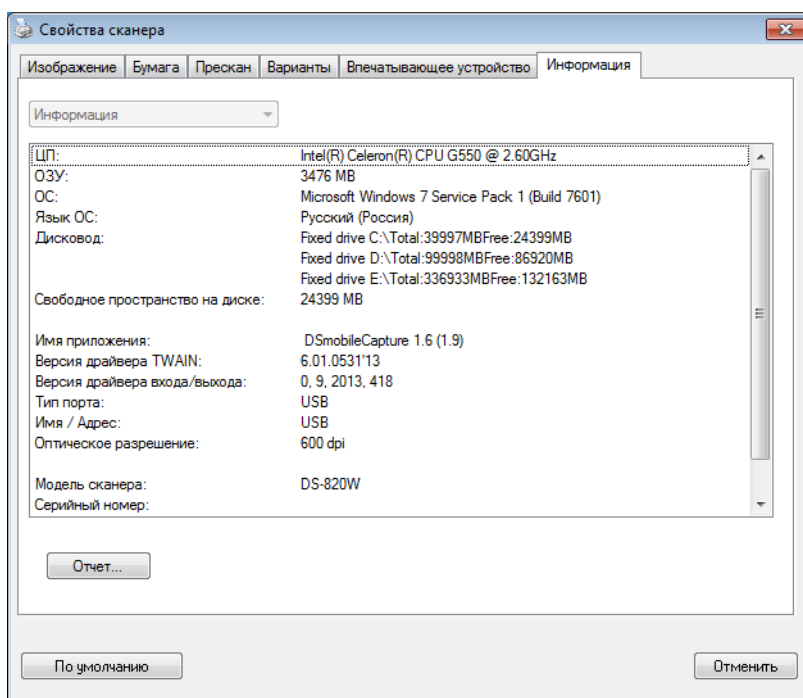 Свойства сканера
Изображение Бумага Прескан Варианты Впечатывающее устройство Информация
Информация
ЦП: Intel(R) Celeron(R) CPU G550 @ 2.60GHz
ОЗУ: 3476 MB
ОС: Microsoft Windows 7 Service Pack 1 (Build 7601)
Язык ОС: Русский (Россия)
Дисковод: Fixed drive C:\Total:39997MBFree:24399MB
Fixed drive D:\Total:99998MBFree:86920MB
Fixed drive E:\Total:336933MBFree:132163MB
Свободное пространство на диске: 24399 MB
Имя приложения: DSmobileCapture 1.6 (1.9)
Версия драйвера TWAIN: 6.01.0531'13
Версия драйвера входа/выхода: 0, 9, 2013, 418
Тип порта: USB
Имя / Адрес: USB
Оптическое разрешение: 600 dpi
Модель сканера: DS-820W
Серийный номер:
Отчет...
По умолчанию Отменить